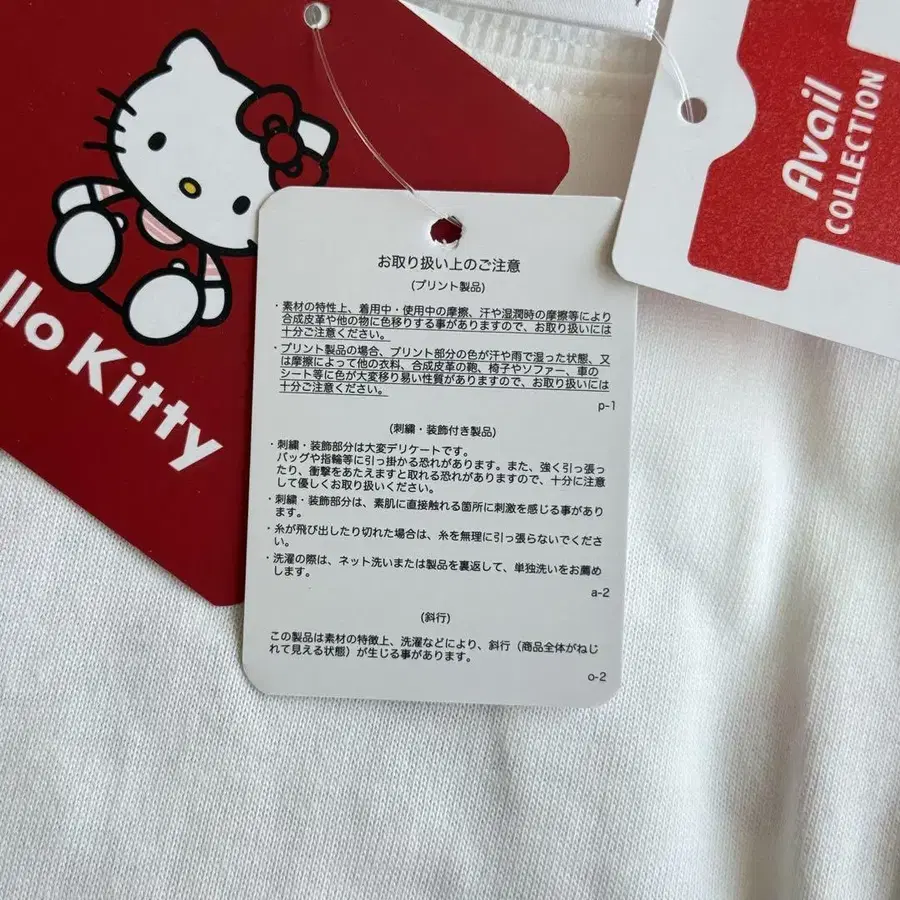 llo Kitty
Avail
COLLECTION
お取り扱い上のご注意
(プリント製品)
・素材の特性上、着用中・使用中の摩擦、汗や湿潤時の摩擦等により
合成皮革や他の物に色移りする事がありますので、お取り扱いには
十分ご注意ください。
・プリント製品の場合、プリント部分の色が汗や雨で湿った状態、又
は摩擦によって他の衣料、合成皮革の鞄、椅子やソファー、車の
シート等に色が大変移り易い性質がありますので、お取り扱いには
十分ご注意ください。
p-1
(刺繍・装飾付き製品)
・刺繍・装飾部分は大変デリケートです。
バッグや指輪等に引っ掛かる恐れがあります。また、強く引っ張っ
たり、衝撃をあたえますと取れる恐れがありますので、十分に注意
して優しくお取り扱いください。
・刺繍・装飾部分は、素肌に直接触れる箇所に刺激を感じる事があり
ます。
・糸が飛び出したり切れた場合は、糸を無理に引っ張らないでくださ
い。
・洗濯の際は、ネット洗いまたは製品を裏返して、単独洗いをお薦め
します。
a-2
(斜行)
この製品は素材の特徴上、洗濯などにより、斜行（商品全体がねじ
れて見える状態）が生じる事があります。
o-2